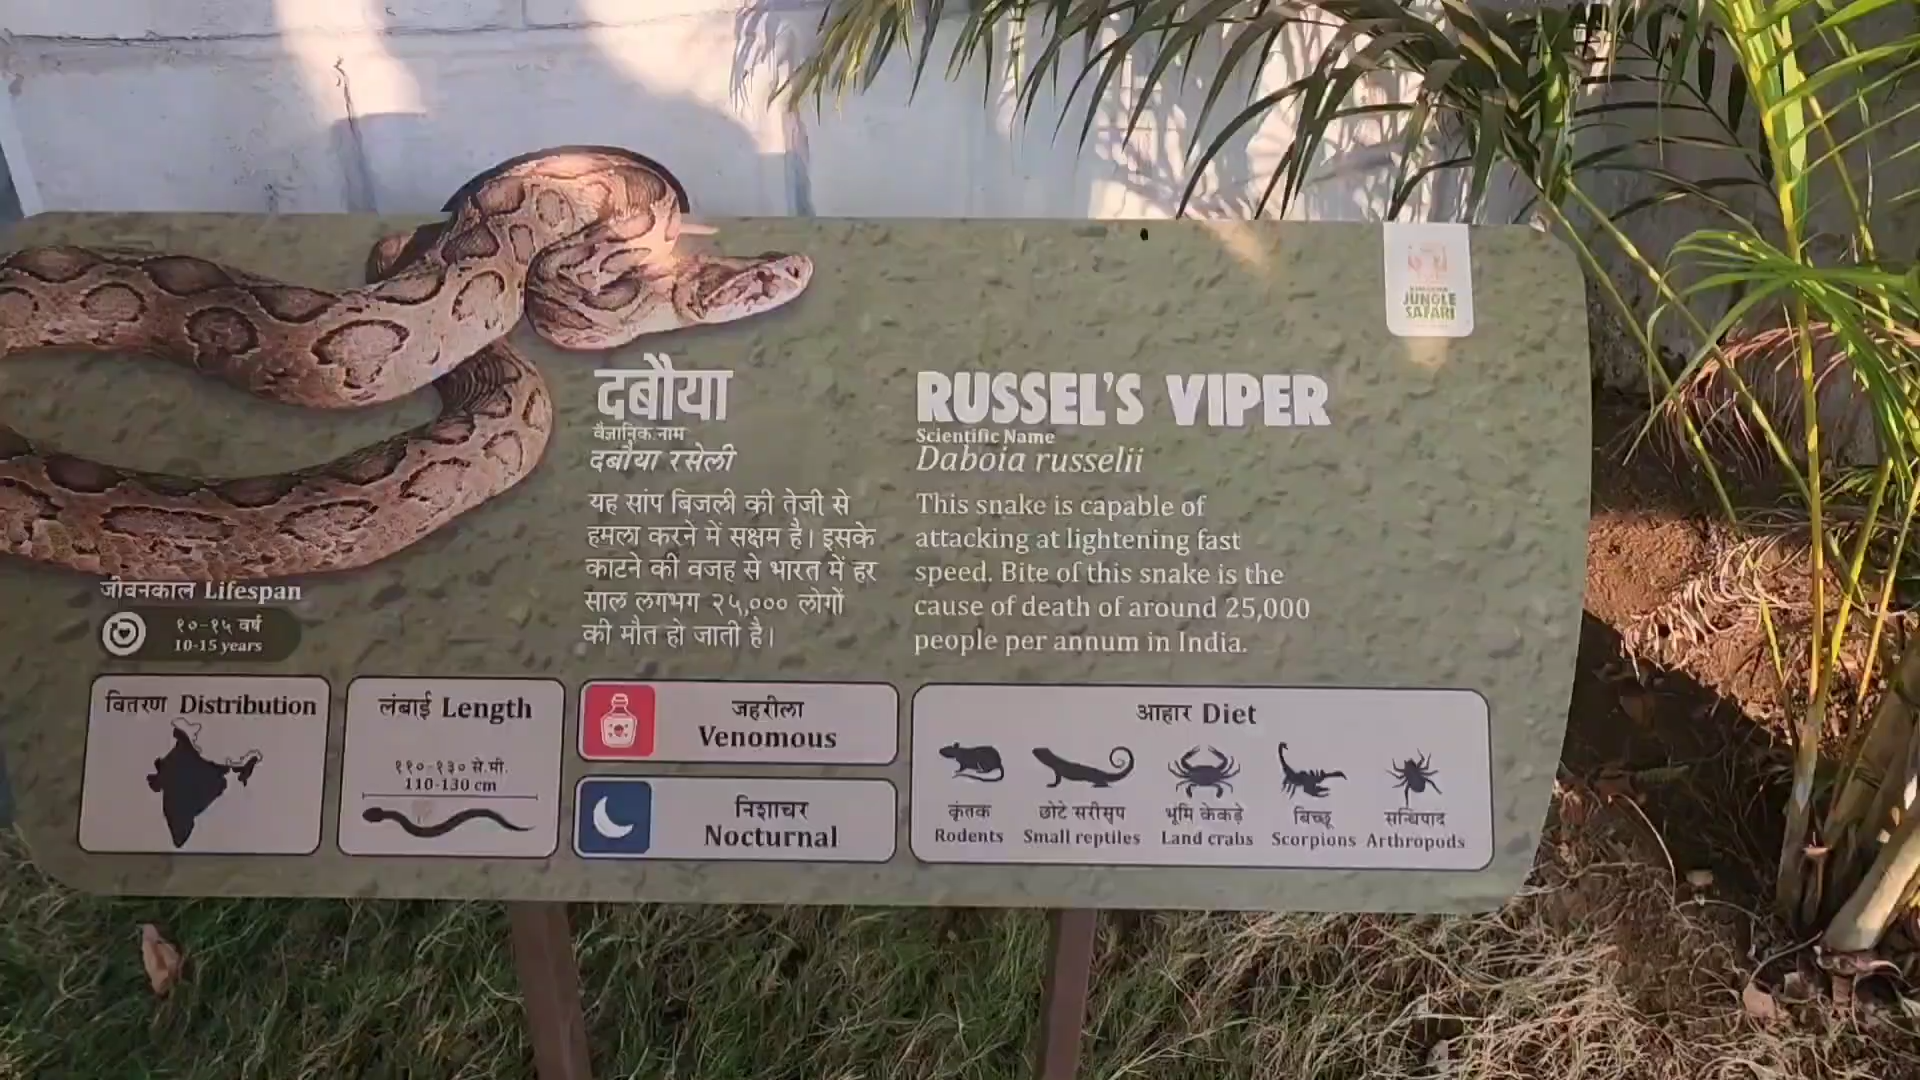 JUNGLE
SAFARI
दबौया
वैज्ञानिक नाम
दबौया रसेली
यह सांप बिजली की तेजी से
हमला करने में सक्षम है। इसके
काटने की वजह से भारत में हर
साल लगभग २५,००० लोगों
की मौत हो जाती है।
RUSSEL'S VIPER
Scientific Name
Daboia russelii
This snake is capable of
attacking at lightening fast
speed. Bite of this snake is the
cause of death of around 25,000
people per annum in India.
जीवनकाल Lifespan
१०-१५ वर्ष
10-15 years
वितरण Distribution
लंबाई Length
११०-१३० से.मी.
110-130 cm
जहरीला
Venomous
निशाचर
Nocturnal
आहार Diet
कृंतक
Rodents
छोटे सरीसृप
Small reptiles
भूमि केकड़े
Land crabs
बिच्छू
Scorpions
सन्धिपाद
Arthropods